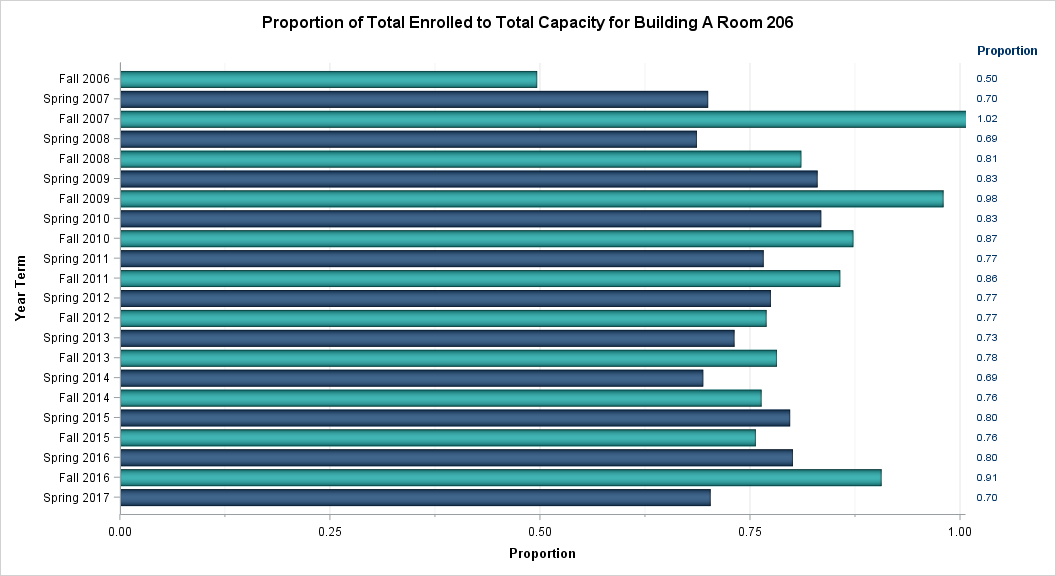 Proportion of Total Enrolled to Total Capacity for Building A Room 206
Proportion
Fall 2006 0.50
Spring 2007 0.70
Fall 2007 1.02
Spring 2008 0.69
Fall 2008 0.81
Spring 2009 0.83
Fall 2009 0.98
Spring 2010 0.83
Fall 2010 0.87
Spring 2011 0.77
Fall 2011 0.86
Spring 2012 0.77
Fall 2012 0.77
Spring 2013 0.73
Fall 2013 0.78
Spring 2014 0.69
Fall 2014 0.76
Spring 2015 0.80
Fall 2015 0.76
Spring 2016 0.80
Fall 2016 0.91
Spring 2017 0.70
Year Term
0.00 0.25 0.50 0.75 1.00
Proportion